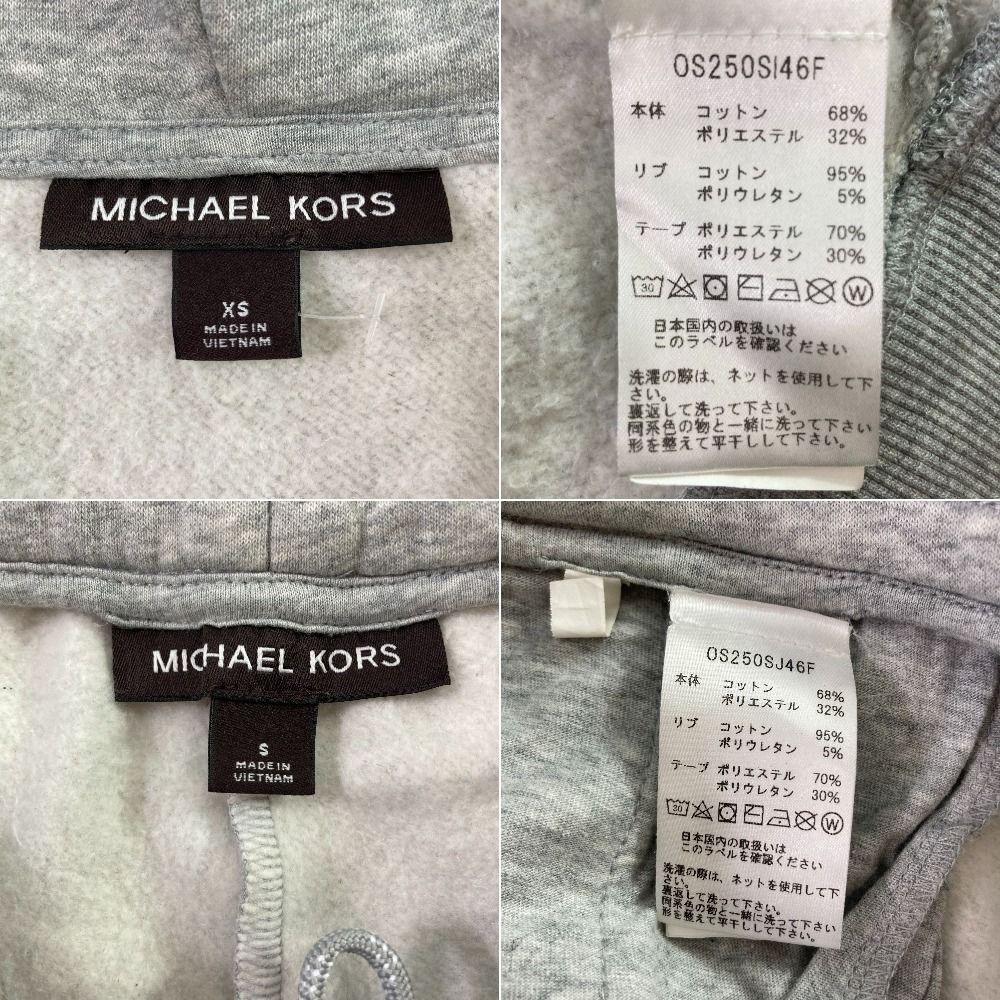 MICHAEL KORS
XS
MADE IN
VIETNAM
OS250SI46F
本体 コットン 68%
ポリエステル 32%
リブ コットン 95%
ポリウレタン 5%
テープ ポリエステル 70%
ポリウレタン 30%
30 W
日本国内の取扱いは
このラベルを確認ください
洗濯の際は、ネットを使用して下
さい。
裏返して洗って下さい。
同系色の物と一緒に洗って下さい
形を整えて平干しして下さい。
MICHAEL KORS
S
MADE IN
VIETNAM
OS250SJ46F
本体 コットン 68%
ポリエステル 32%
リブ コットン 95%
ポリウレタン 5%
テープ ポリエステル 70%
ポリウレタン 30%
30 W
日本国内の取扱いは
このラベルを確認ください
洗濯の際は、ネットを使用して下
さい。
裏返して洗って下さい。
同系色の物と一緒に洗って下さい
形を整えて平干しして下さい。